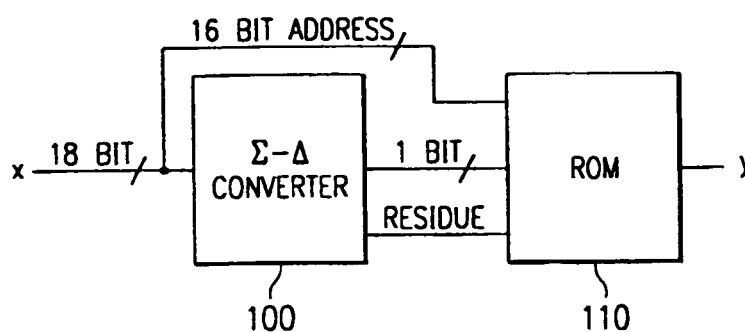 16 BIT ADDRESS
x
18 BIT
Σ-Δ
CONVERTER
1 BIT
RESIDUE
ROM
y
100
110